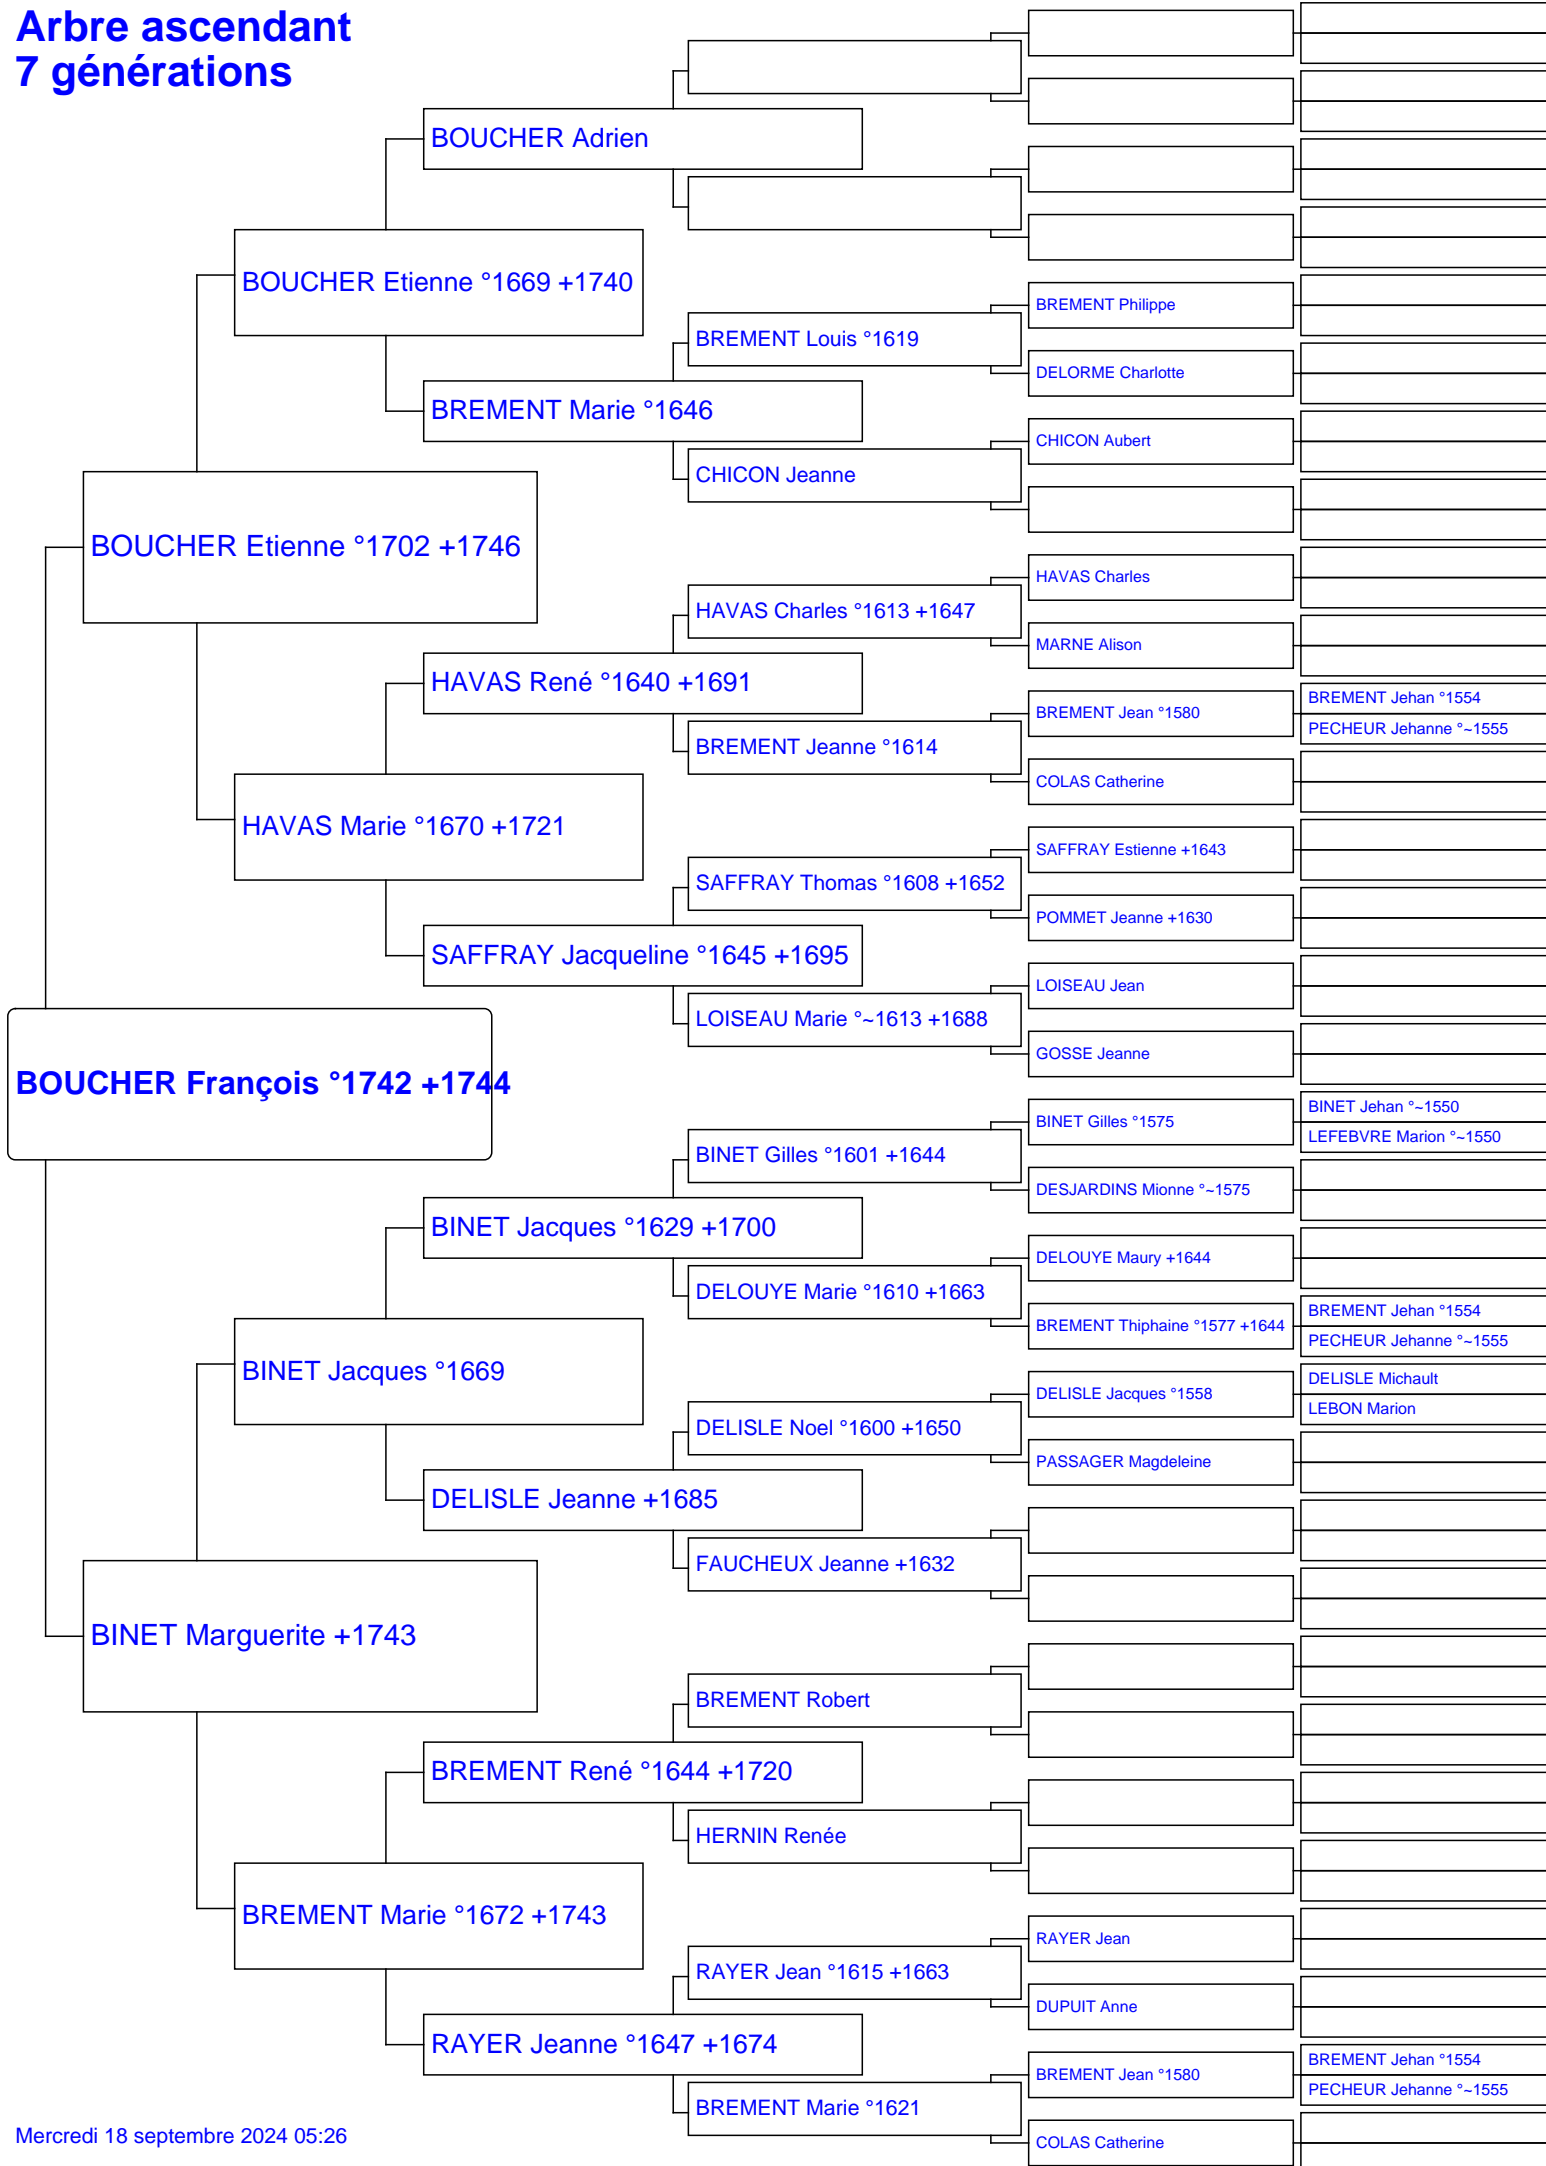 Arbre ascendant
7 générations
BOUCHER Adrien
BOUCHER Etienne °1669 +1740
BREMENT Philippe
BREMENT Louis °1619
DELORME Charlotte
BREMENT Marie °1646
CHICON Aubert
CHICON Jeanne
BOUCHER Etienne °1702 +1746
HAVAS Charles
HAVAS Charles °1613 +1647
MARNE Alison
HAVAS René °1640 +1691
BREMENT Jehan °1554
BREMENT Jean °1580
PECHEUR Jehanne °~1555
BREMENT Jeanne °1614
COLAS Catherine
HAVAS Marie °1670 +1721
SAFFRAY Estienne +1643
SAFFRAY Thomas °1608 +1652
POMMET Jeanne +1630
SAFFRAY Jacqueline °1645 +1695
LOISEAU Jean
LOISEAU Marie °~1613 +1688
GOSSE Jeanne
BOUCHER François °1742 +1744
BINET Jehan °~1550
BINET Gilles °1575
LEFEBVRE Marion °~1550
BINET Gilles °1601 +1644
DESJARDINS Mionne °~1575
BINET Jacques °1629 +1700
DELOUYE Maury +1644
DELOUYE Marie °1610 +1663
BREMENT Jehan °1554
BREMENT Thiphaine °1577 +1644
PECHEUR Jehanne °~1555
BINET Jacques °1669
DELISLE Michault
DELISLE Jacques °1558
LEBON Marion
DELISLE Noel °1600 +1650
PASSAGER Magdeleine
DELISLE Jeanne +1685
FAUCHEUX Jeanne +1632
BINET Marguerite +1743
BREMENT Robert
BREMENT René °1644 +1720
HERNIN Renée
BREMENT Marie °1672 +1743
RAYER Jean
RAYER Jean °1615 +1663
DUPUIT Anne
RAYER Jeanne °1647 +1674
BREMENT Jehan °1554
BREMENT Jean °1580
PECHEUR Jehanne °~1555
BREMENT Marie °1621
COLAS Catherine
Mercredi 18 septembre 2024 05:26